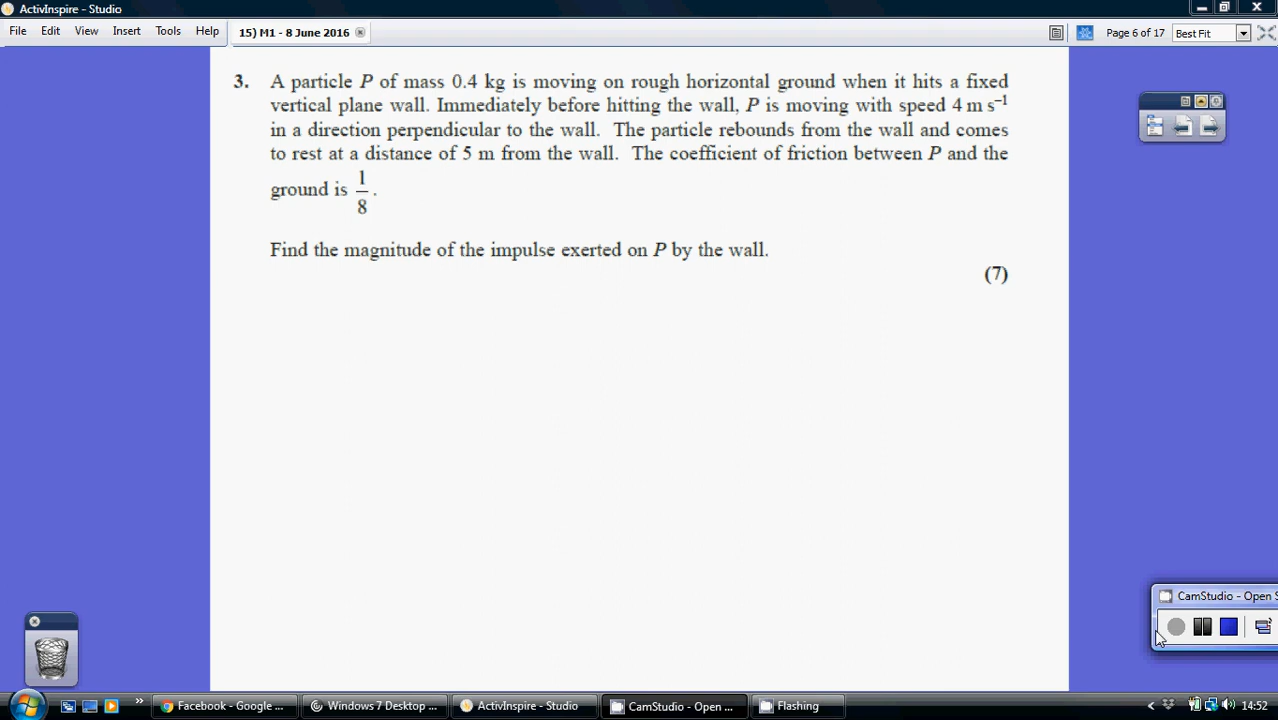 ActivInspire - Studio
File Edit View Insert Tools Help 15) M1 - 8 June 2016 Page 6 of 17 Best Fit
3. A particle P of mass 0.4 kg is moving on rough horizontal ground when it hits a fixed
vertical plane wall. Immediately before hitting the wall, P is moving with speed 4 m s⁻¹
in a direction perpendicular to the wall. The particle rebounds from the wall and comes
to rest at a distance of 5 m from the wall. The coefficient of friction between P and the
ground is 1/8.
Find the magnitude of the impulse exerted on P by the wall.
(7)
CamStudio - Open S
Facebook - Google ... Windows 7 Desktop ... ActivInspire - Studio CamStudio - Open ... Flashing 14:52